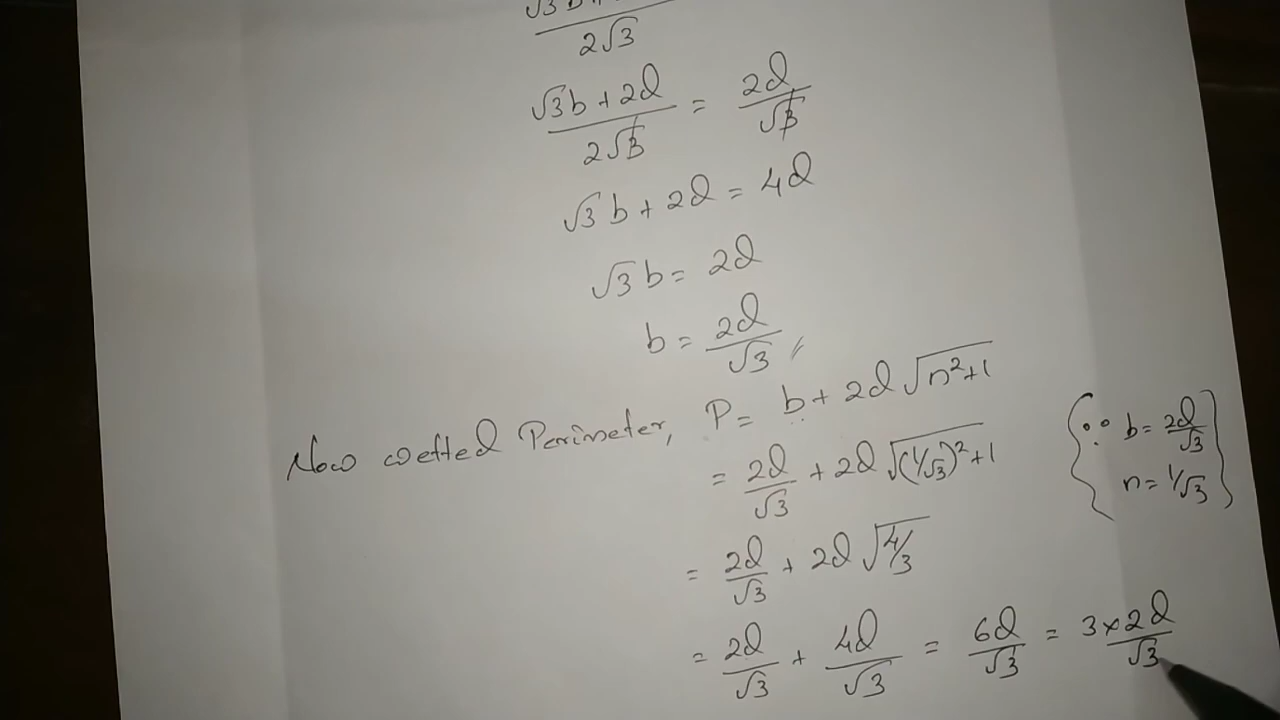 2√3
√3b + 2d / 2√3 = 2d / √3
√3 b + 2d = 4d
√3 b = 2d
b = 2d / √3 //
Now wetted Perimeter, P = b + 2d √(n²+1)
= 2d/√3 + 2d √((1/√3)²+1) { ∵ b = 2d/√3
n = 1/√3 }
= 2d/√3 + 2d √(4/3)
= 2d/√3 + 4d/√3 = 6d/√3 = 3×2d/√3